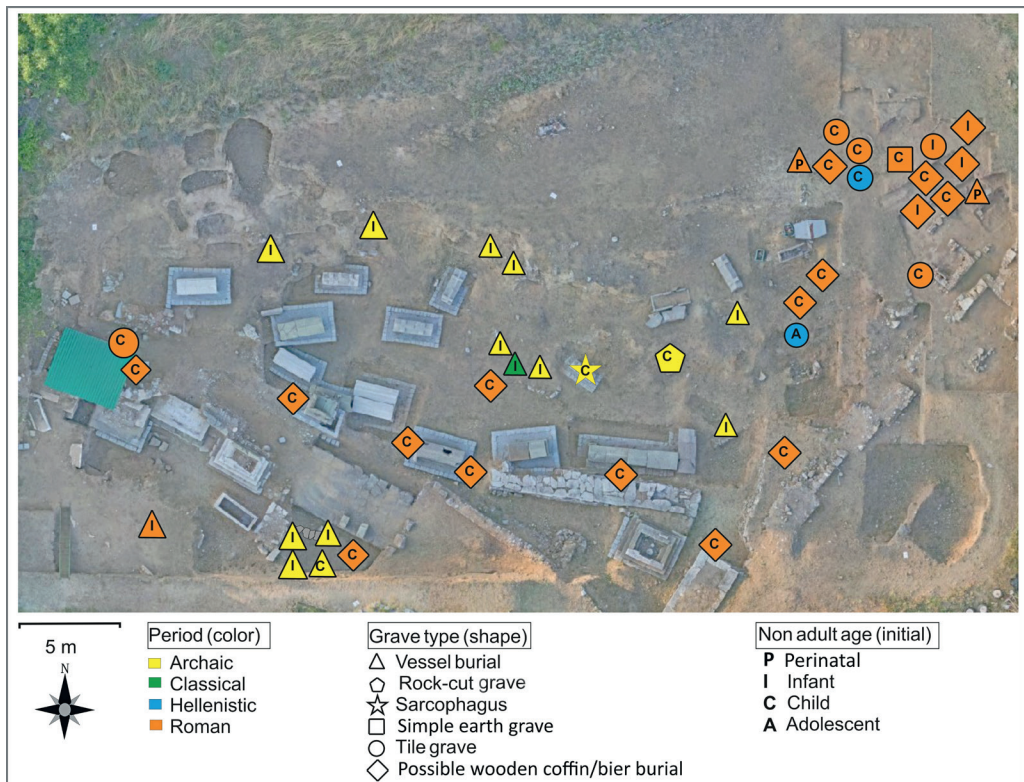 I
C
I
C
C
P
C
I
C
C
P
C
I
I
I
I
I
C
C
C
I
A
C
I
C
I
I
C
C
C
C
I
C
C
C
C
I
I
I
C
C
I
C
5 m
N
Period (color)
Archaic
Classical
Hellenistic
Roman
Grave type (shape)
Vessel burial
Rock-cut grave
Sarcophagus
Simple earth grave
Tile grave
Possible wooden coffin/bier burial
Non adult age (initial)
P Perinatal
I Infant
C Child
A Adolescent